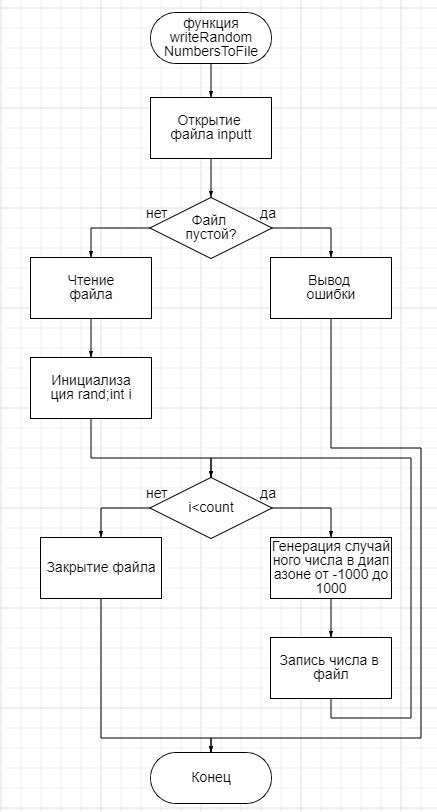 функция
writeRandom
NumbersToFile
Открытие
файла inputt
нет
Файл
пустой?
да
Чтение
файла
Вывод
ошибки
Инициализа
ция rand;int i
нет
i<count
да
Закрытие файла
Генерация случай
ного числа в диап
азоне от -1000 до
1000
Запись числа в
файл
Конец